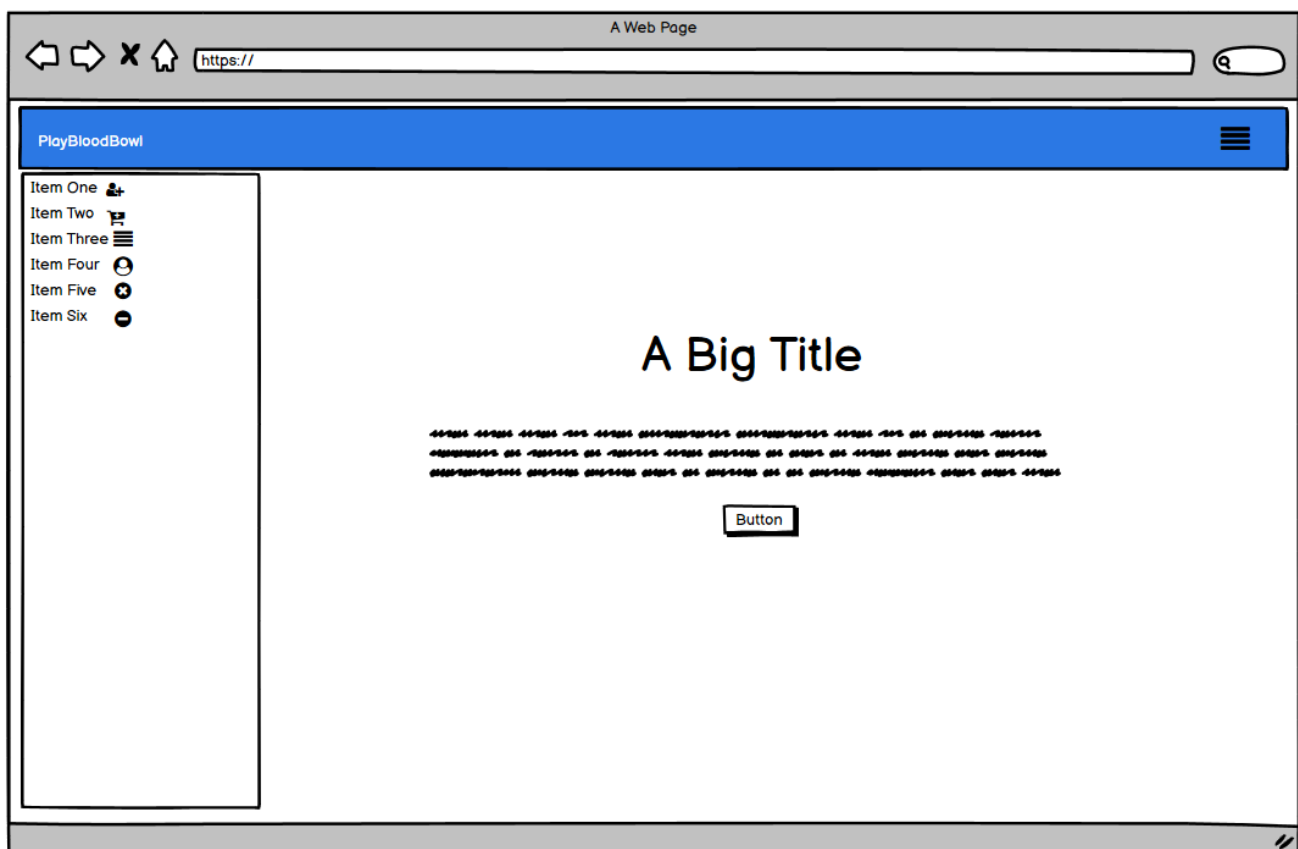 A Web Page
https://
PlayBloodBowl
Item One
Item Two
Item Three
Item Four
Item Five
Item Six
A Big Title
Button